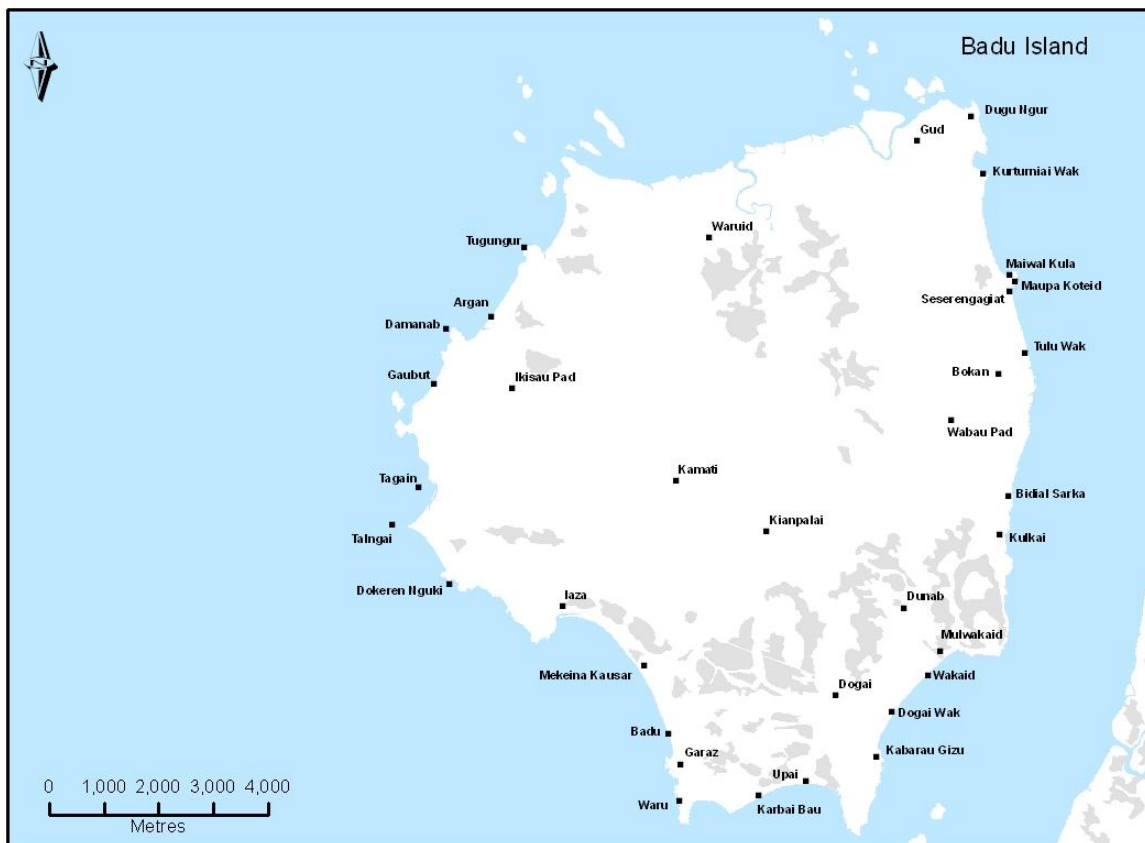 Badu Island
N
Dugu Ngur
Gud
Kurturniai Wak
Waruid
Tugungur
Maiwal Kula
Maupa Koteid
Seserengagiat
Argan
Damanab
Tulu Wak
Bokan
Gaubut
Ikisau Pad
Wabau Pad
Kamati
Tagain
Bidial Sarka
Kianpalai
Talngai
Kulkai
Dokeren Nguki
Iaza
Dunab
Mulwakaid
Mekeina Kausar
Wakaid
Dogai
Dogai Wak
Badu
Garaz
Kabarau Gizu
Upai
Waru
Karbai Bau
0 1,000 2,000 3,000 4,000
Metres